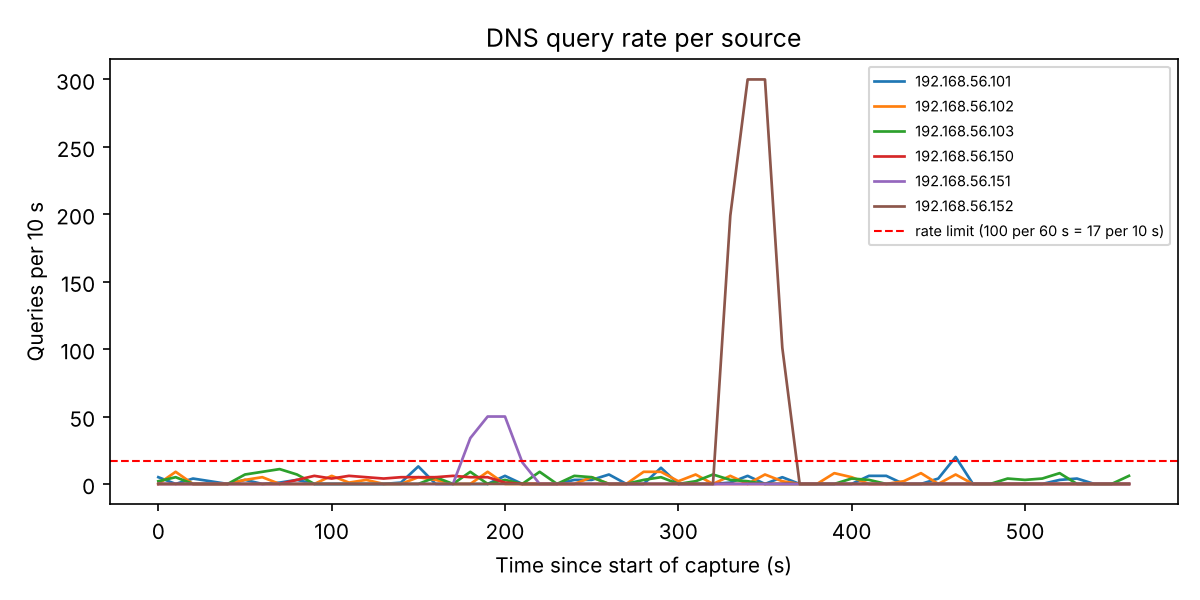 DNS query rate per source
Queries per 10 s
300
250
200
150
100
50
0
192.168.56.101
192.168.56.102
192.168.56.103
192.168.56.150
192.168.56.151
192.168.56.152
rate limit (100 per 60 s = 17 per 10 s)
0 100 200 300 400 500
Time since start of capture (s)